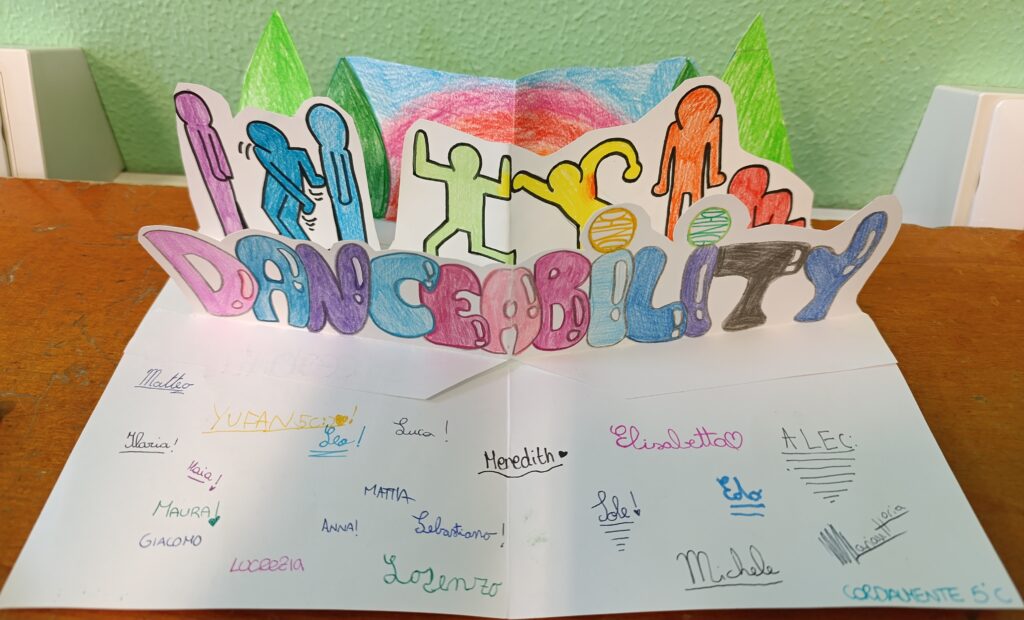 DANCEABILITY
Matteo
YUFAN 5C:
Ilaria!
Leo!
Luca!
Meredith
Elisabetta
ALEC:
Maia!
MATTIA
Sole!
Edo
MAURA!
ANNA!
Sebastiano!
GIACOMO
LUCREZIA
Lorenzo
Michele
CORDIALMENTE 5°C